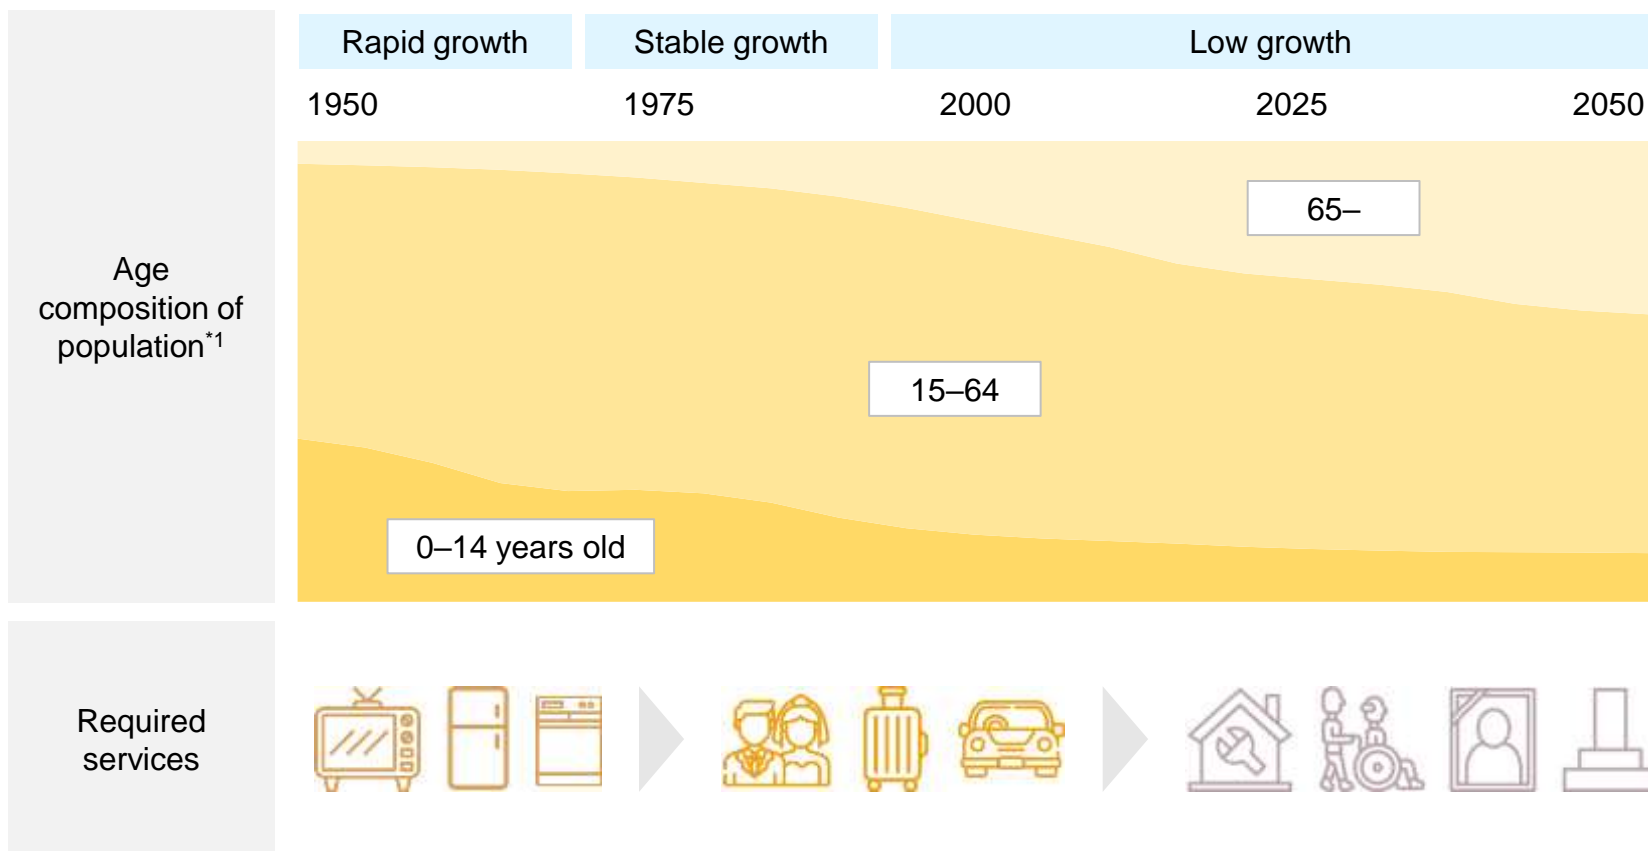 Rapid growth
Stable growth
Low growth
1950
1975
2000
2025
2050
65–
Age
composition of
population*1
15–64
0–14 years old
Required
services